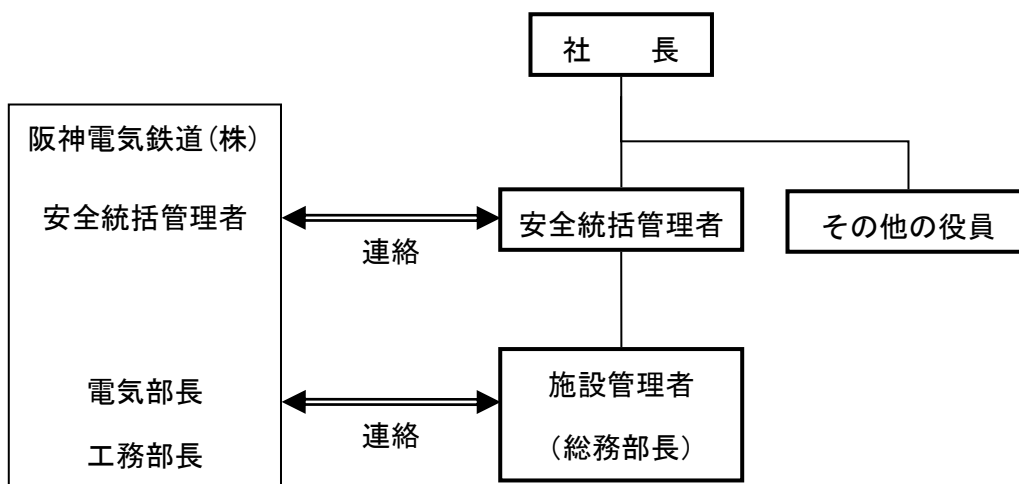 社　　長
阪神電気鉄道(株)
安全統括管理者
連絡
安全統括管理者
その他の役員
電気部長
工務部長
連絡
施設管理者
(総務部長)